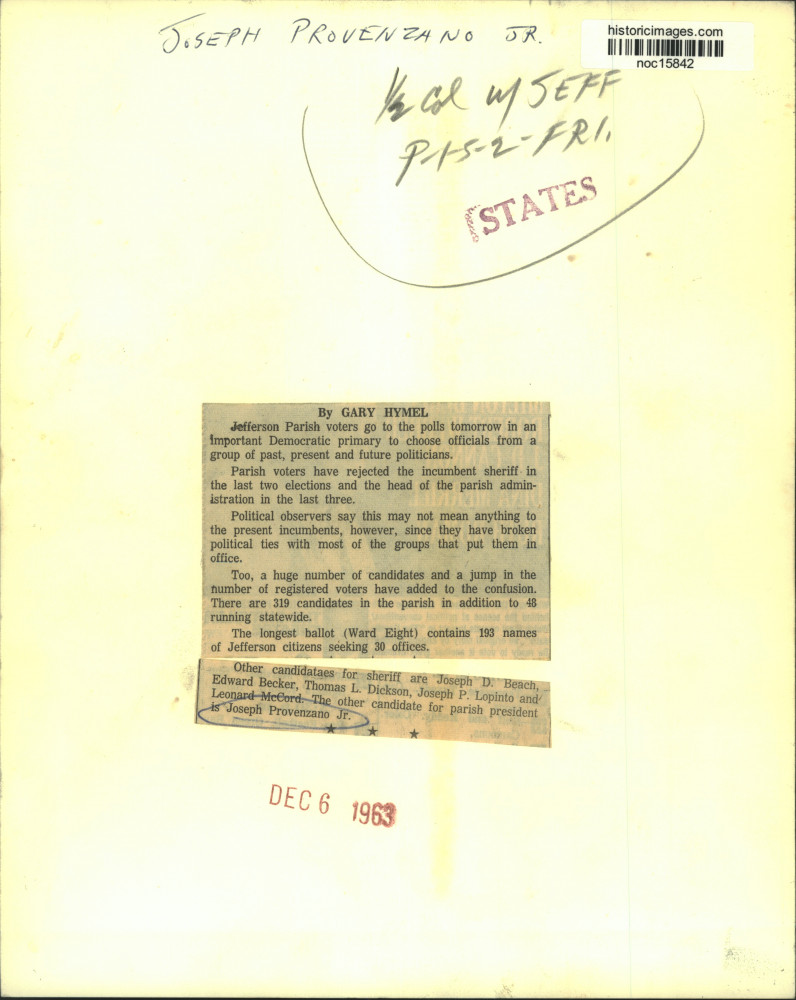 JOSEPH PROVENZANO JR.
historicimages.com
noc15842
1/2 Col w/ JEFF
P-1-S-2-FRI.
STATES
By GARY HYMEL
Jefferson Parish voters go to the polls tomorrow in an
important Democratic primary to choose officials from a
group of past, present and future politicians.
Parish voters have rejected the incumbent sheriff in
the last two elections and the head of the parish admin-
istration in the last three.
Political observers say this may not mean anything to
the present incumbents, however, since they have broken
political ties with most of the groups that put them in
office.
Too, a huge number of candidates and a jump in the
number of registered voters have added to the confusion.
There are 319 candidates in the parish in addition to 48
running statewide.
The longest ballot (Ward Eight) contains 193 names
of Jefferson citizens seeking 30 offices.
Other candidataes for sheriff are Joseph D. Beach,
Edward Becker, Thomas L. Dickson, Joseph P. Lopinto and
Leonard McCord. The other candidate for parish president
is Joseph Provenzano Jr.
DEC 6 1963